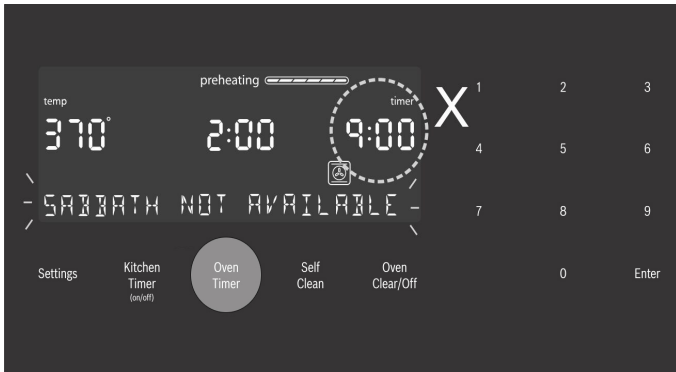 preheating
temp
timer
370°
2:00
9:00
X
SABBATH NOT AVAILABLE
Settings
Kitchen
Timer
(on/off)
Oven
Timer
Self
Clean
Oven
Clear/Off
1
2
3
4
5
6
7
8
9
0
Enter